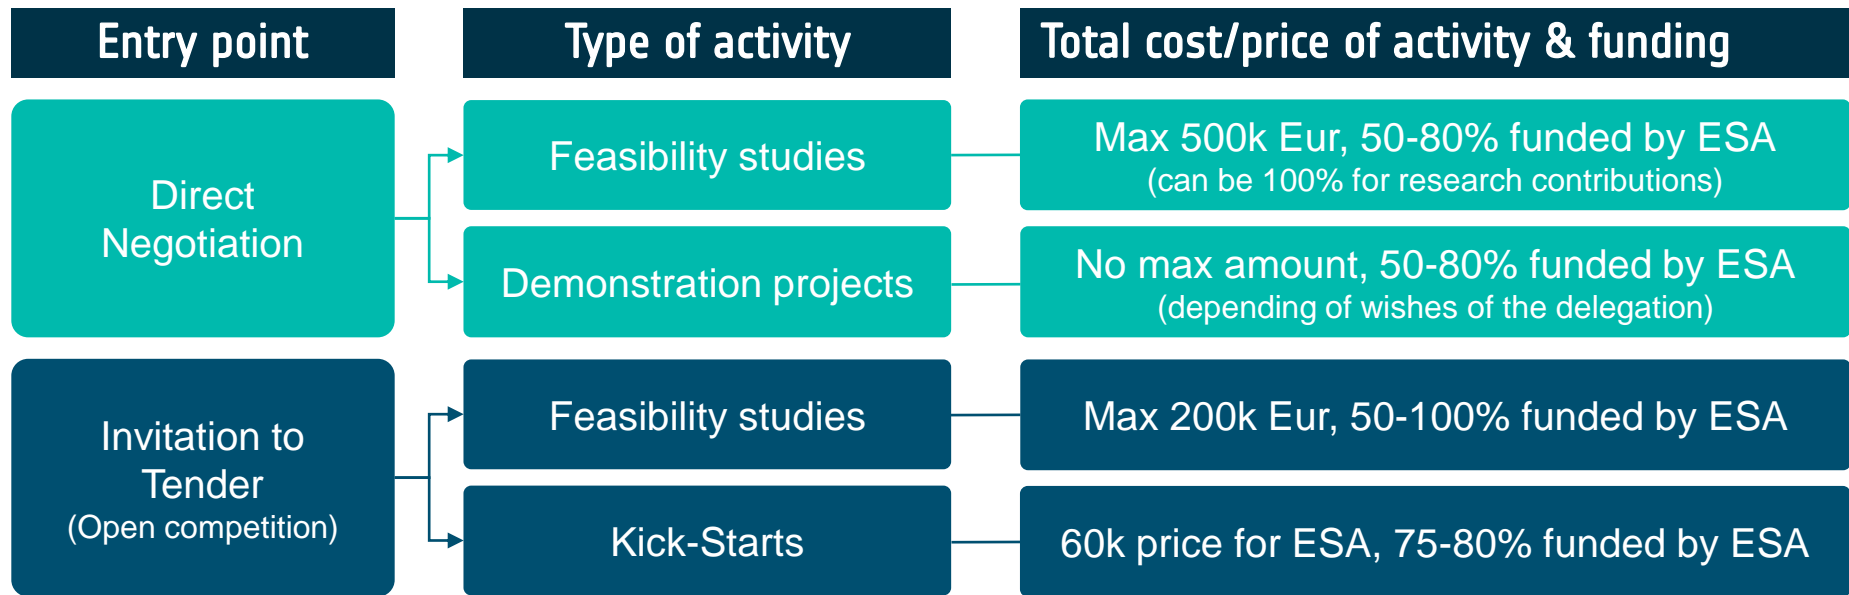 Entry point
Type of activity
Total cost/price of activity & funding
Direct
Negotiation
Feasibility studies
Max 500k Eur, 50-80% funded by ESA
(can be 100% for research contributions)
Demonstration projects
No max amount, 50-80% funded by ESA
(depending of wishes of the delegation)
Invitation to
Tender
(Open competition)
Feasibility studies
Max 200k Eur, 50-100% funded by ESA
Kick-Starts
60k price for ESA, 75-80% funded by ESA